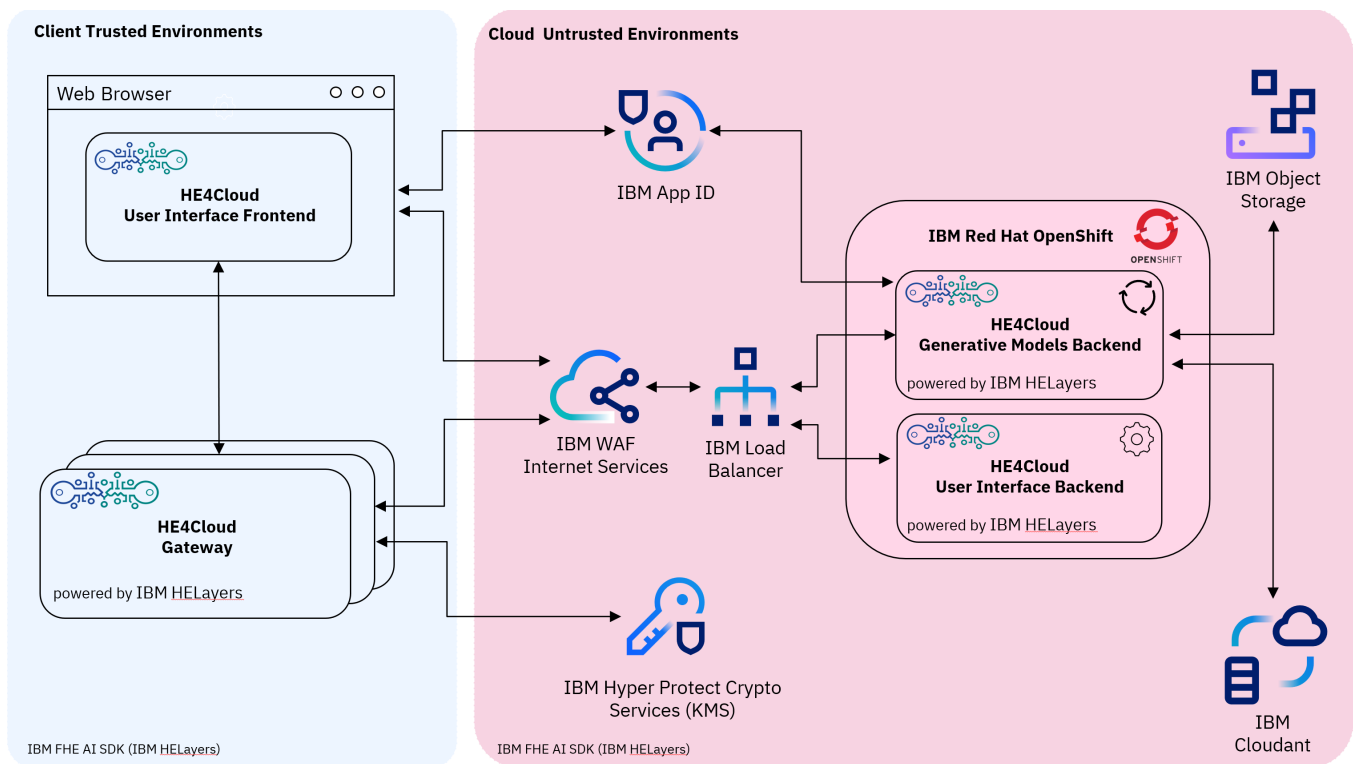 Client Trusted Environments
Web Browser
HE4Cloud
User Interface Frontend
HE4Cloud
Gateway
powered by IBM HELayers
IBM FHE AI SDK (IBM HELayers)
Cloud  Untrusted Environments
IBM App ID
IBM WAF
Internet Services
IBM Load
Balancer
IBM Hyper Protect Crypto
Services (KMS)
IBM Red Hat OpenShift
OPENSHIFT
HE4Cloud
Generative Models Backend
powered by IBM HELayers
HE4Cloud
User Interface Backend
powered by IBM HELayers
IBM Object
Storage
IBM
Cloudant
IBM FHE AI SDK (IBM HELayers)